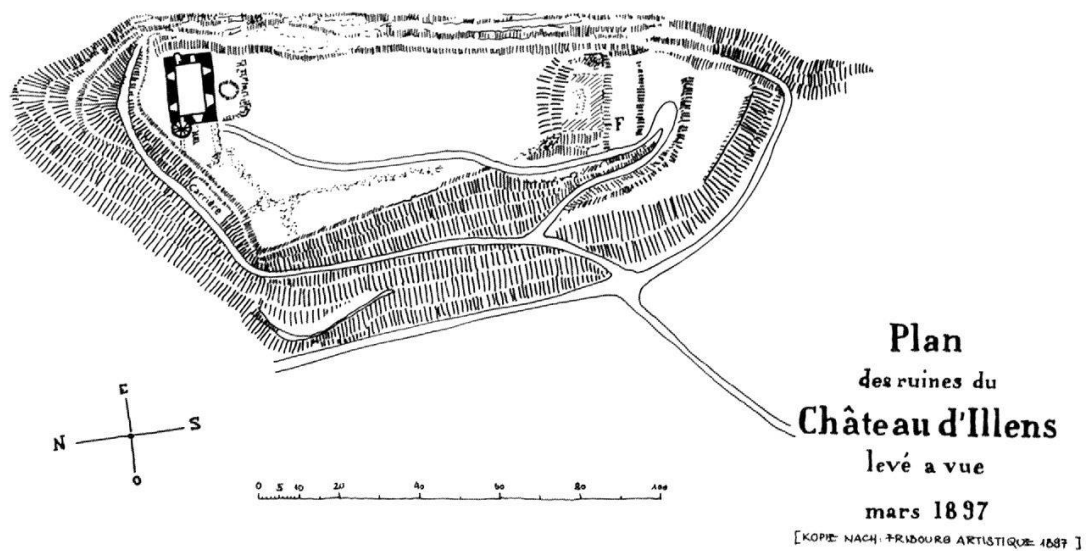 Carrière
F
E
N
S
O
0 5 10 20 40 60 80 100
Plan
des ruines du
Château d'Illens
levé a vue
mars 1897
[KOPIE NACH: FRIBOURG ARTISTIQUE 1897]